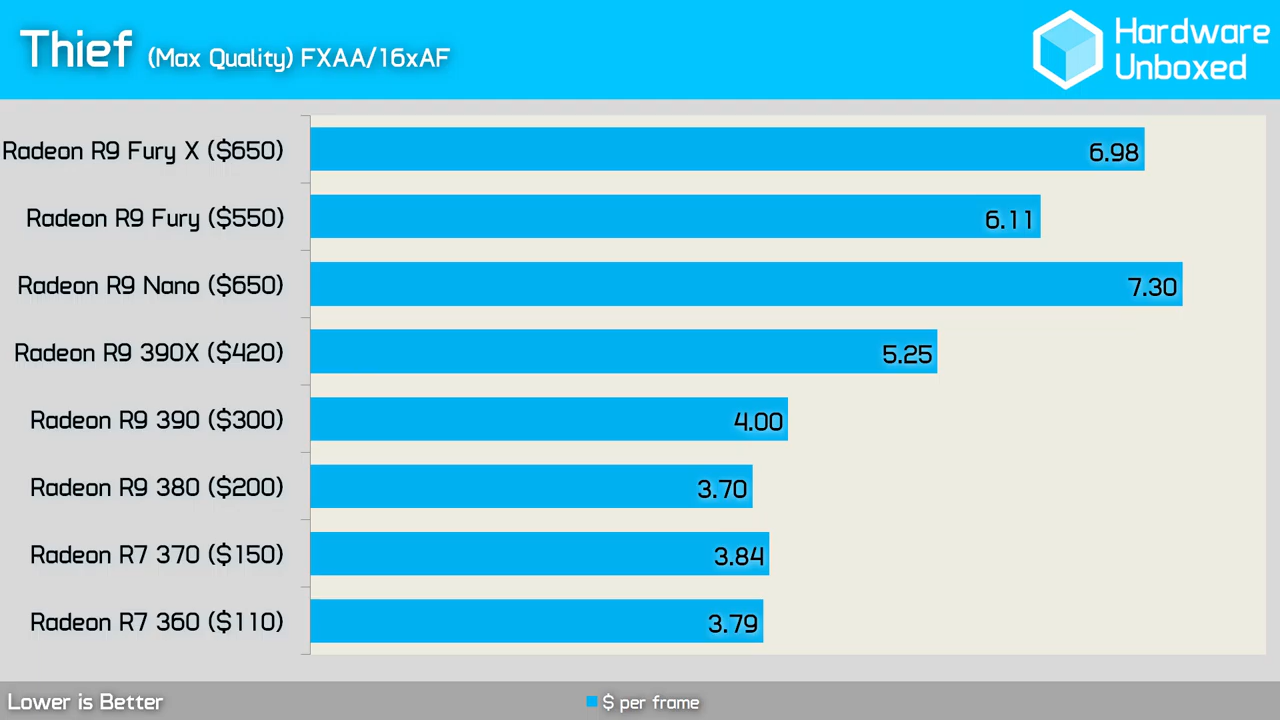 Thief (Max Quality) FXAA/16xAF
Hardware
Unboxed
Radeon R9 Fury X ($650)
6.98
Radeon R9 Fury ($550)
6.11
Radeon R9 Nano ($650)
7.30
Radeon R9 390X ($420)
5.25
Radeon R9 390 ($300)
4.00
Radeon R9 380 ($200)
3.70
Radeon R7 370 ($150)
3.84
Radeon R7 360 ($110)
3.79
Lower is Better
$ per frame